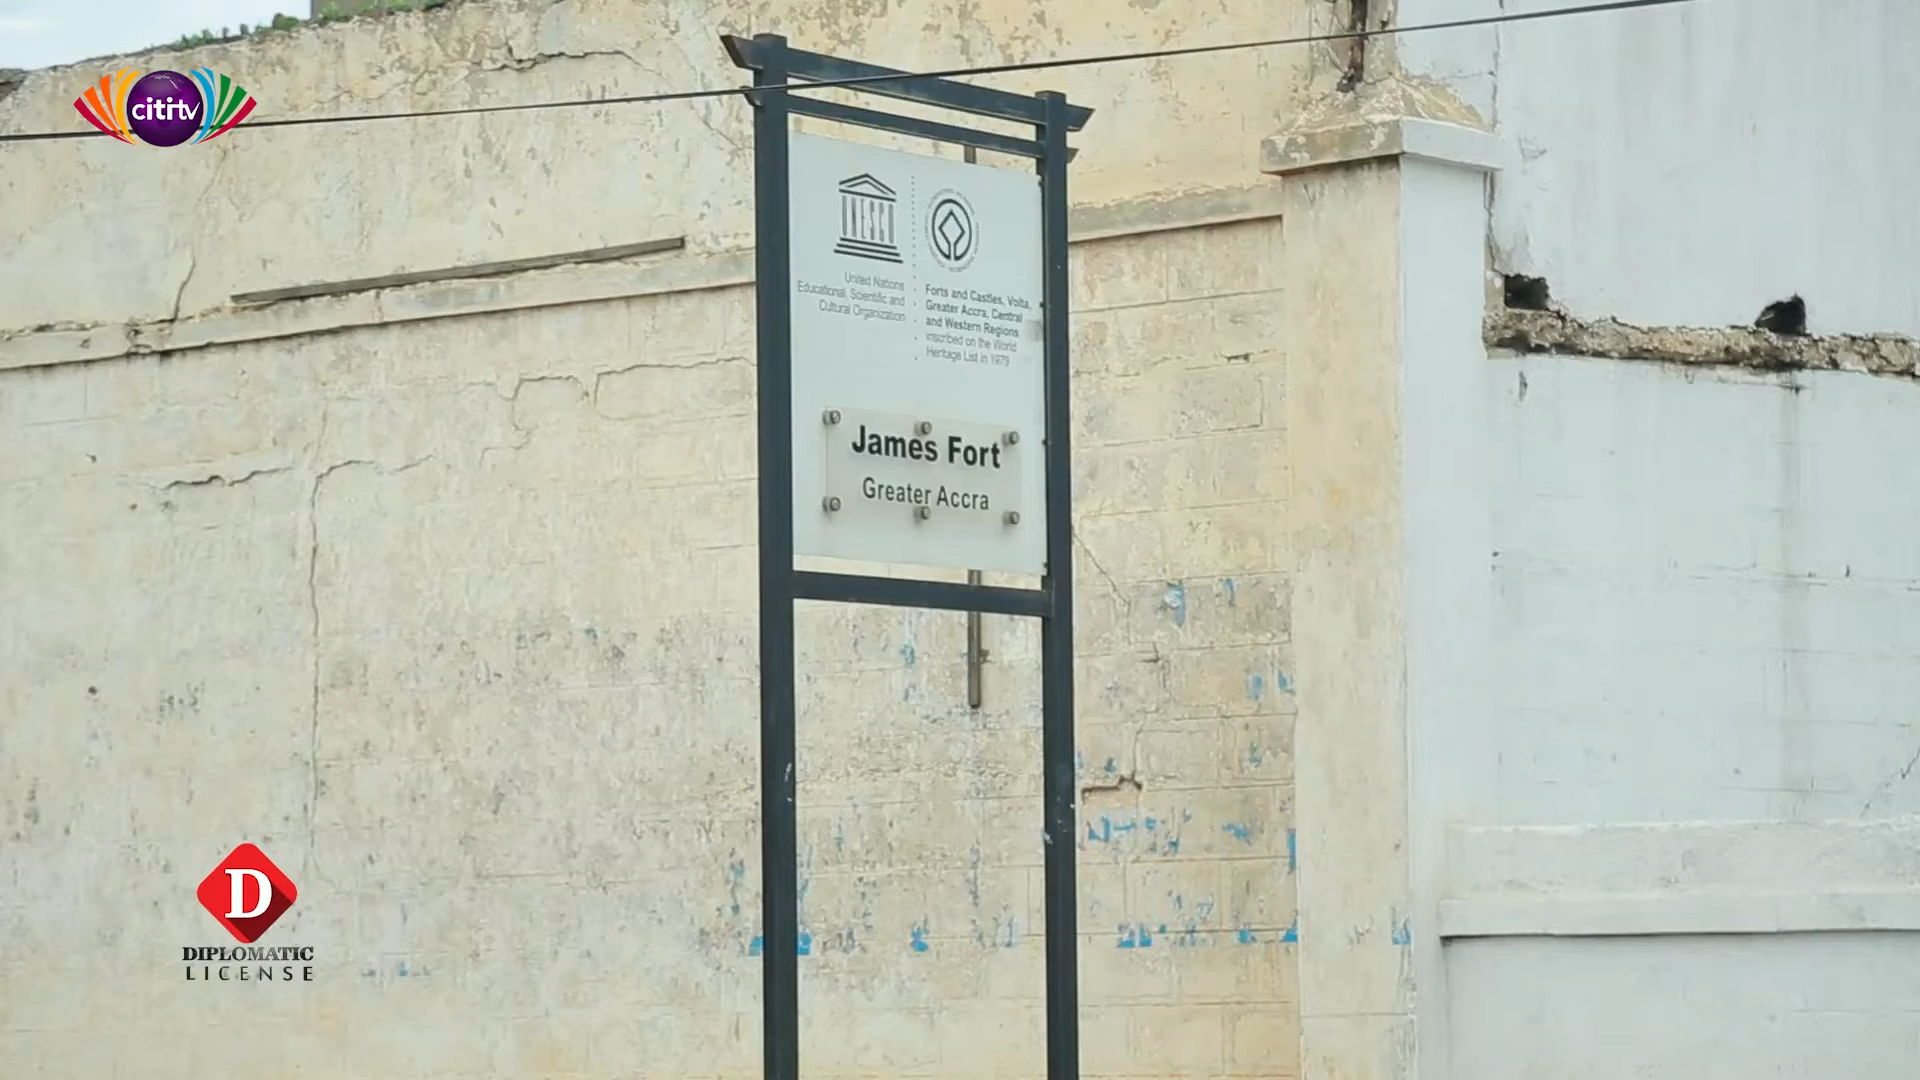 citi tv
UNESCO
United Nations
Educational, Scientific and
Cultural Organization
Forts and Castles, Volta,
Greater Accra, Central
and Western Regions
inscribed on the World
Heritage List in 1979
James Fort
Greater Accra
D
DIPLOMATIC
LICENSE